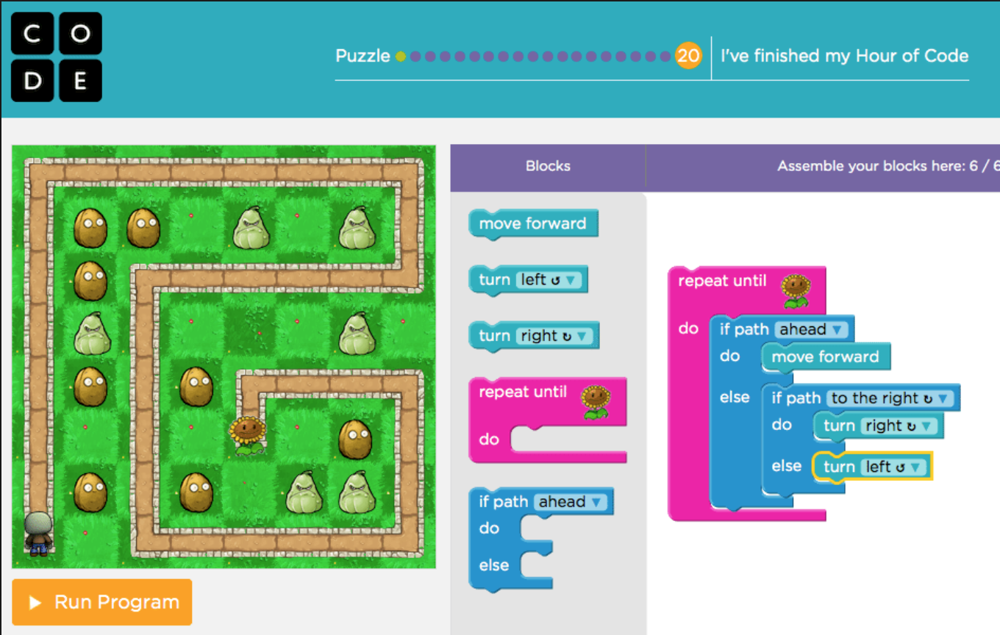 C O
D E
Puzzle 20 I've finished my Hour of Code
Blocks
Assemble your blocks here: 6 / 6
move forward
turn left ↺ ▼
turn right ↻ ▼
repeat until
do
if path ahead ▼
do
else
repeat until
do if path ahead ▼
do move forward
else if path to the right ↻ ▼
do turn right ↻ ▼
else turn left ↺ ▼
Run Program